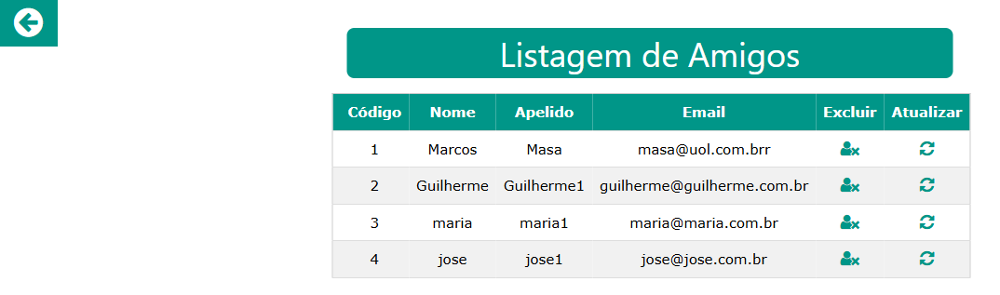 Listagem de Amigos
Código Nome Apelido Email Excluir Atualizar
1 Marcos Masa masa@uol.com.brr
2 Guilherme Guilherme1 guilherme@guilherme.com.br
3 maria maria1 maria@maria.com.br
4 jose jose1 jose@jose.com.br